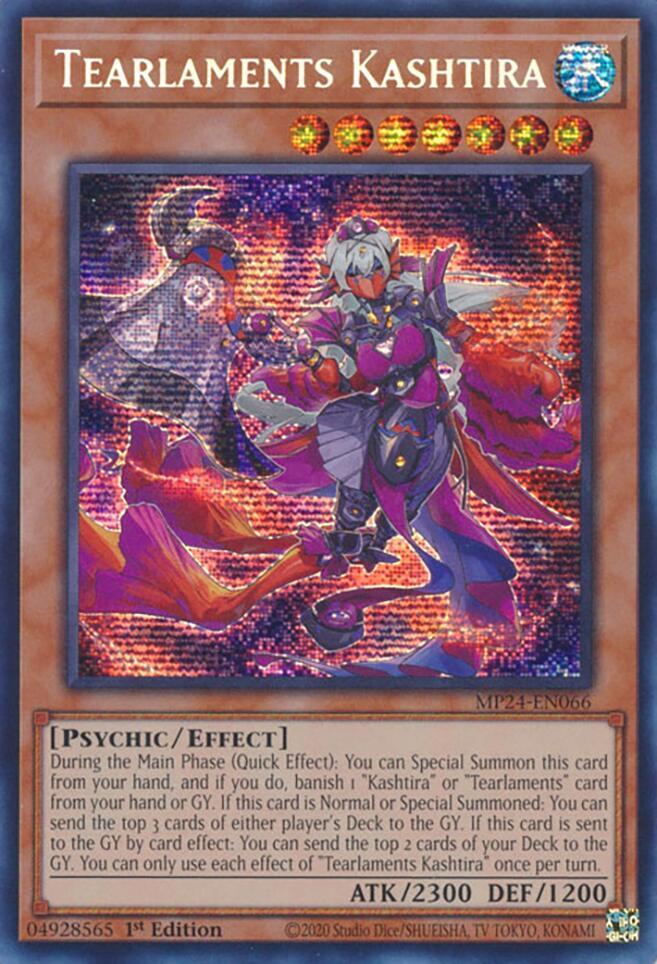 TEARLAMENTS KASHTIRA
WATER
MP24-EN066
[PSYCHIC/EFFECT]
During the Main Phase (Quick Effect): You can Special Summon this card
from your hand, and if you do, banish 1 "Kashtira" or "Tearlaments" card
from your hand or GY. If this card is Normal or Special Summoned: You can
send the top 3 cards of either player's Deck to the GY. If this card is sent
to the GY by card effect: You can send the top 2 cards of your Deck to the
GY. You can only use each effect of "Tearlaments Kashtira" once per turn.
ATK/2300 DEF/1200
04928565 1st Edition ©2020 Studio Dice/SHUEISHA, TV TOKYO, KONAMI